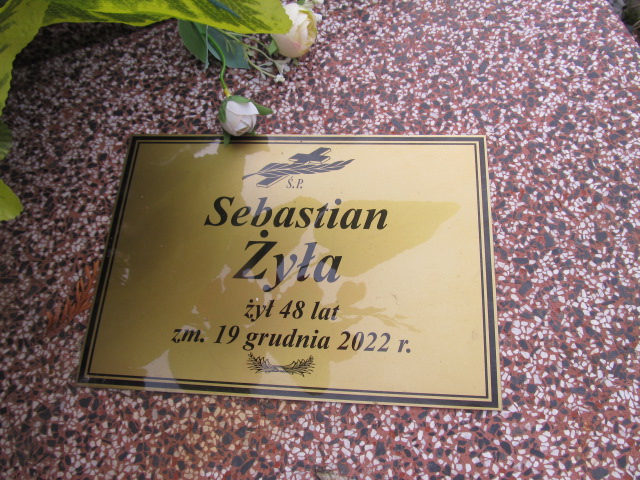 Ś.P.
Sebastian
Żyła
żył 48 lat
zm. 19 grudnia 2022 r.